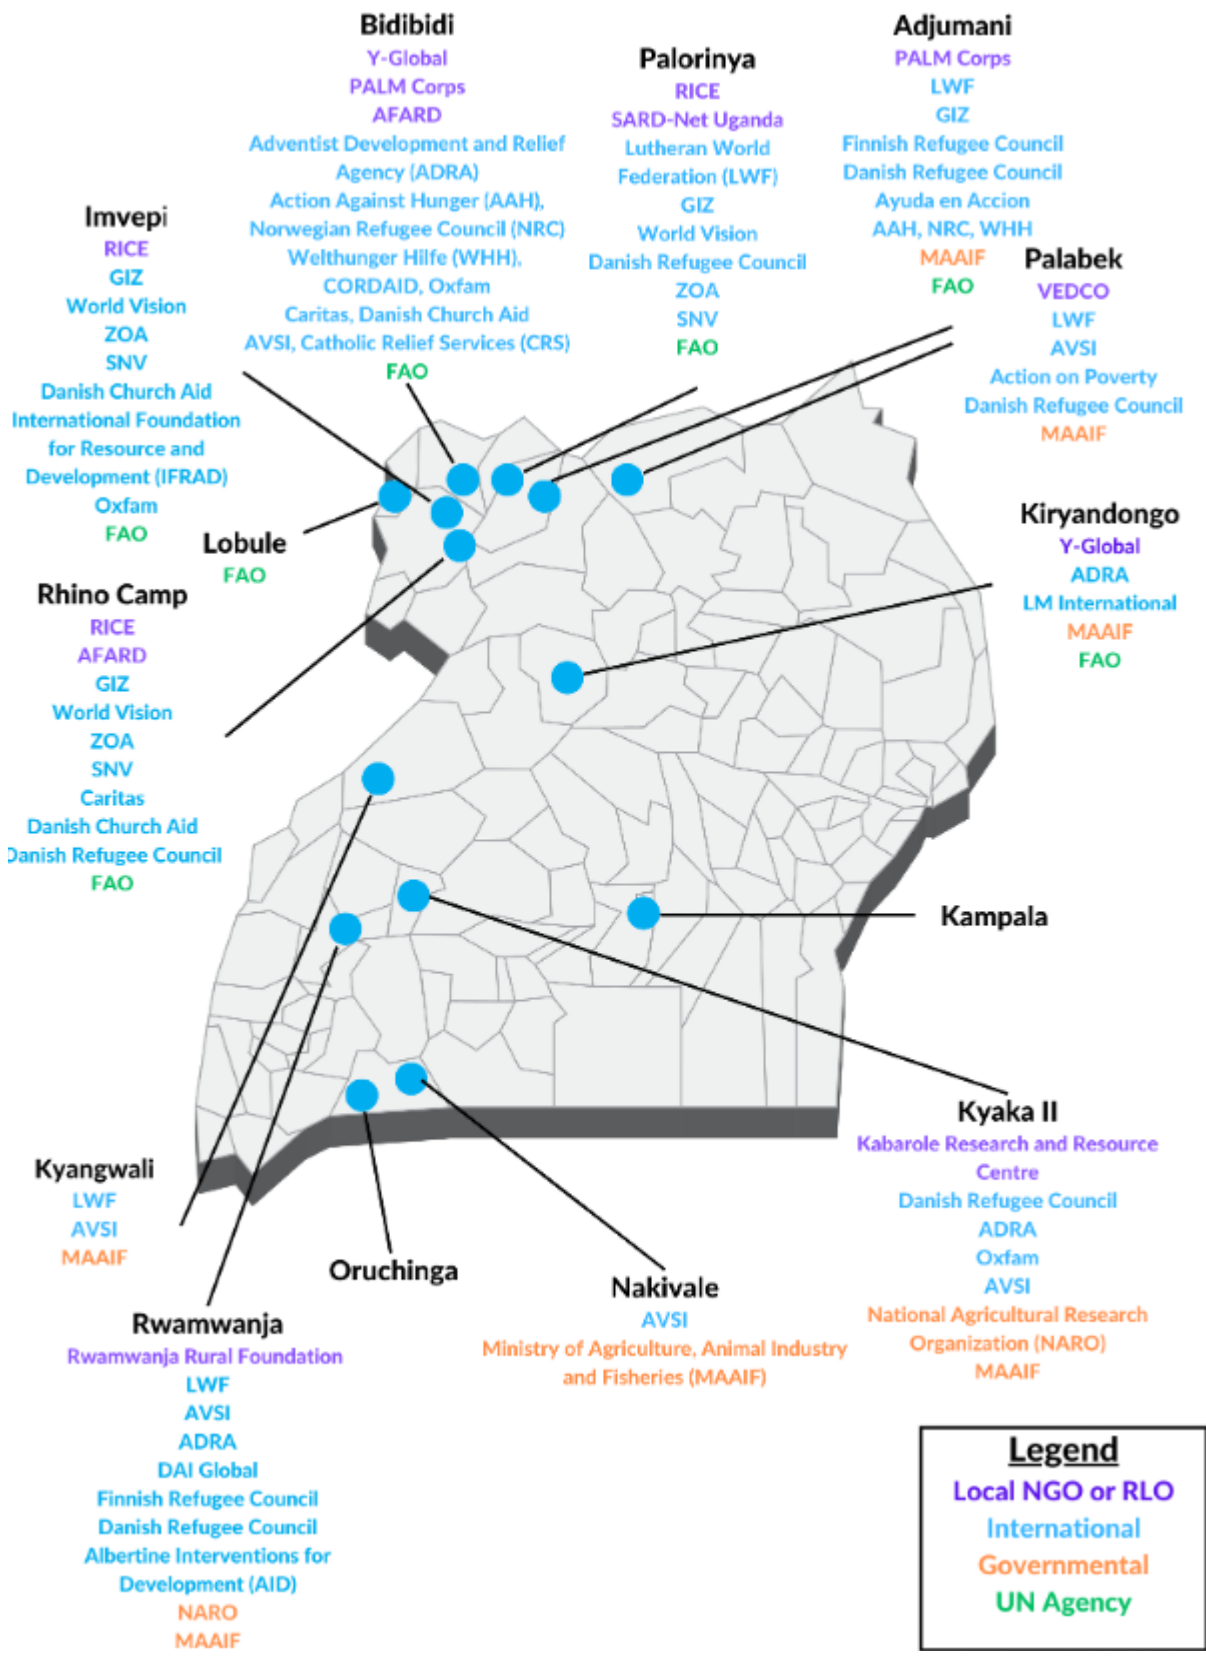 Bidibidi
Y-Global
PALM Corps
AFARD
Adventist Development and Relief
Agency (ADRA)
Action Against Hunger (AAH),
Norwegian Refugee Council (NRC)
Welthunger Hilfe (WHH),
CORDAID, Oxfam
Caritas, Danish Church Aid
AVSI, Catholic Relief Services (CRS)
FAO
Palorinya
RICE
SARD-Net Uganda
Lutheran World
Federation (LWF)
GIZ
World Vision
Danish Refugee Council
ZOA
SNV
FAO
Adjumani
PALM Corps
LWF
GIZ
Finnish Refugee Council
Danish Refugee Council
Ayuda en Accion
AAH, NRC, WHH
MAAIF
FAO
Palabek
VEDCO
LWF
AVSI
Action on Poverty
Danish Refugee Council
MAAIF
Imvepi
RICE
GIZ
World Vision
ZOA
SNV
Danish Church Aid
International Foundation
for Resource and
Development (IFRAD)
Oxfam
FAO
Lobule
FAO
Kiryandongo
Y-Global
ADRA
LM International
MAAIF
FAO
Rhino Camp
RICE
AFARD
GIZ
World Vision
ZOA
SNV
Caritas
Danish Church Aid
Danish Refugee Council
FAO
Kampala
Kyaka II
Kabarole Research and Resource
Centre
Danish Refugee Council
ADRA
Oxfam
AVSI
National Agricultural Research
Organization (NARO)
MAAIF
Kyangwali
LWF
AVSI
MAAIF
Oruchinga
Nakivale
AVSI
Ministry of Agriculture, Animal Industry
and Fisheries (MAAIF)
Rwamwanja
Rwamwanja Rural Foundation
LWF
AVSI
ADRA
DAI Global
Finnish Refugee Council
Danish Refugee Council
Albertine Interventions for
Development (AID)
NARO
MAAIF
Legend
Local NGO or RLO
International
Governmental
UN Agency